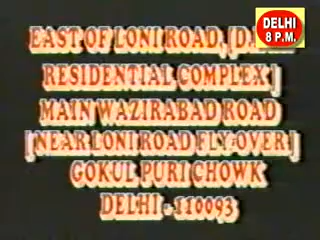 DELHI
8 P.M.
EAST OF LONI ROAD, [D
RESIDENTIAL COMPLEX ]
MAIN WAZIRABAD ROAD
[ NEAR LONI ROAD FLY OVER ]
GOKUL PURI CHOWK
DELHI - 110093